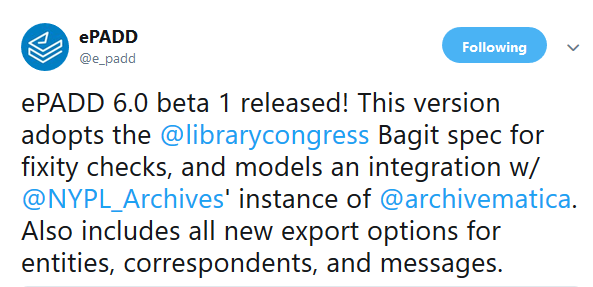 ePADD
@e_padd
Following
ePADD 6.0 beta 1 released! This version
adopts the @librarycongress Bagit spec for
fixity checks, and models an integration w/
@NYPL_Archives' instance of @archivematica.
Also includes all new export options for
entities, correspondents, and messages.